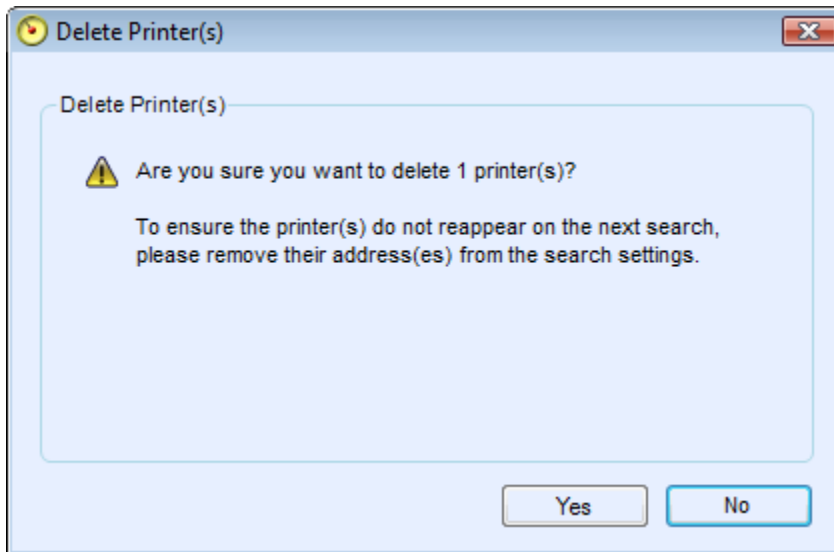 Delete Printer(s)
Delete Printer(s)
Are you sure you want to delete 1 printer(s)?
To ensure the printer(s) do not reappear on the next search,
please remove their address(es) from the search settings.
Yes
No